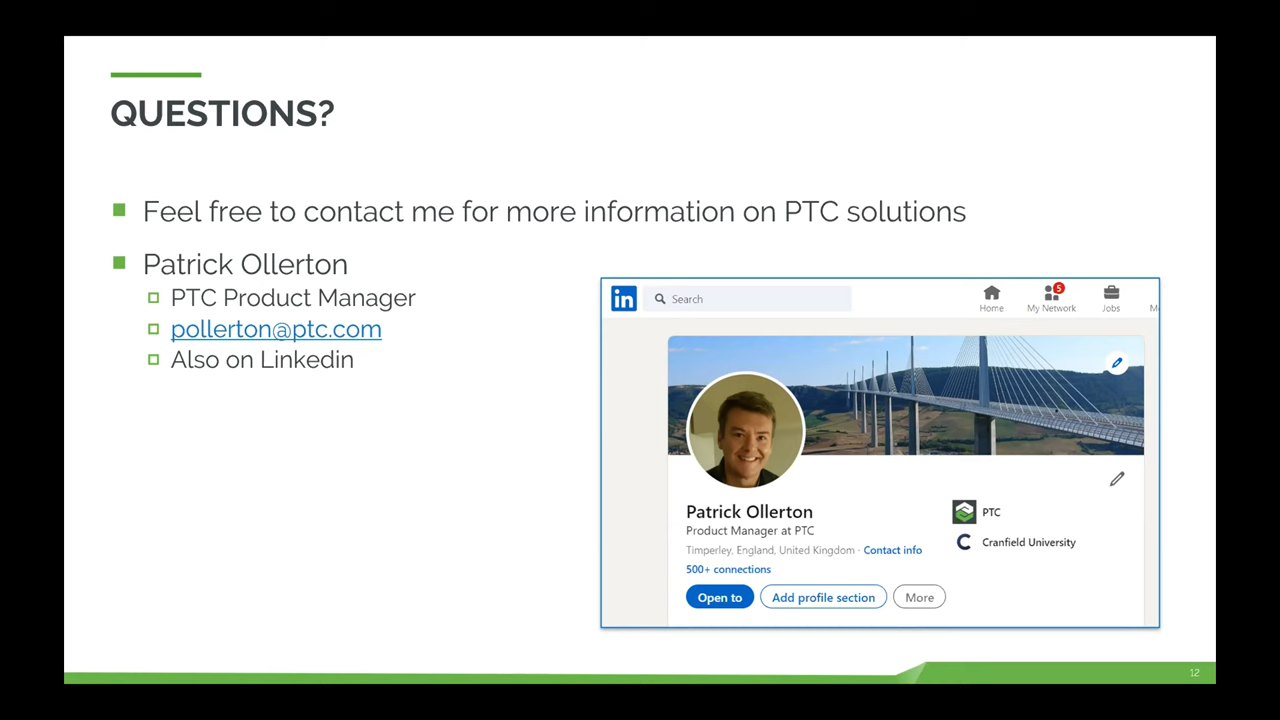 QUESTIONS?
Feel free to contact me for more information on PTC solutions
Patrick Ollerton
PTC Product Manager
pollerton@ptc.com
Also on Linkedin
in
Search
5
Home
My Network
Jobs
M
Patrick Ollerton
Product Manager at PTC
Timperley, England, United Kingdom · Contact info
500+ connections
Open to
Add profile section
More
PTC
Cranfield University
12